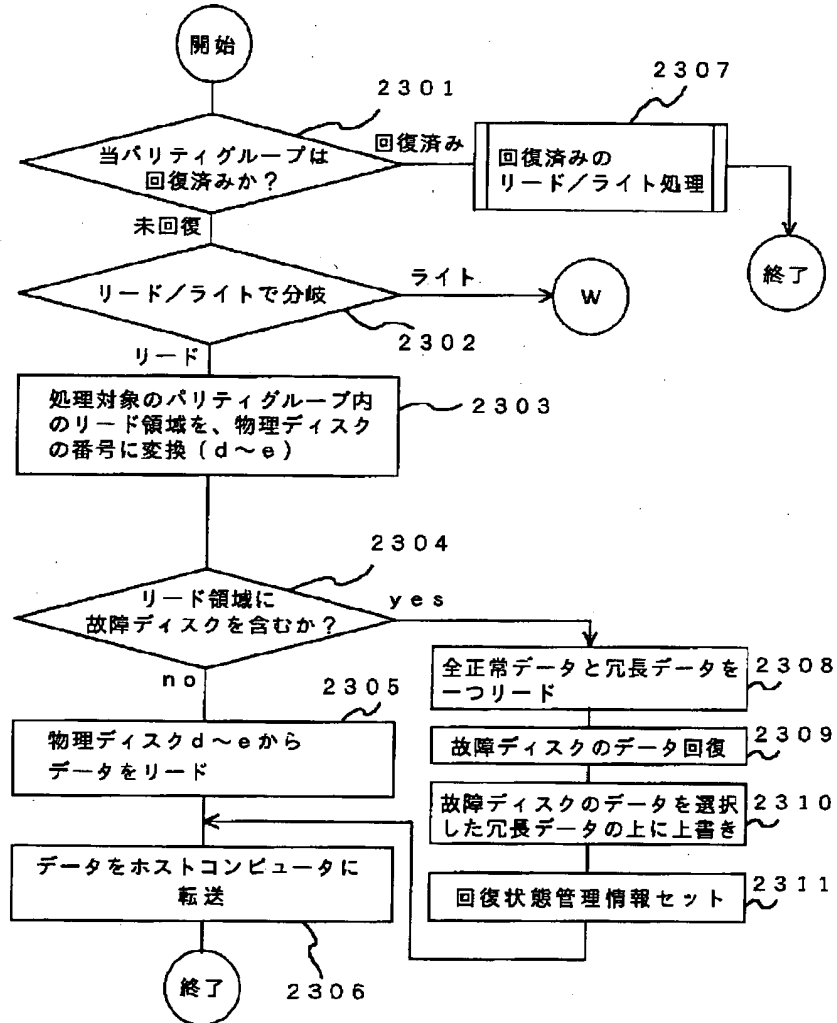 開始
2301
当パリティグループは
回復済みか？
回復済み
2307
回復済みの
リード／ライト処理
終了
未回復
リード／ライトで分岐
ライト
W
2302
リード
処理対象のパリティグループ内
のリード領域を、物理ディスク
の番号に変換（d～e）
2303
2304
リード領域に
故障ディスクを含むか？
yes
no
2305
物理ディスクd～eから
データをリード
全正常データと冗長データを
一つリード
2308
故障ディスクのデータ回復
2309
故障ディスクのデータを選択
した冗長データの上に上書き
2310
回復状態管理情報セット
2311
データをホストコンピュータに
転送
2306
終了